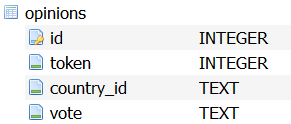 opinions
id INTEGER
token INTEGER
country_id TEXT
vote TEXT